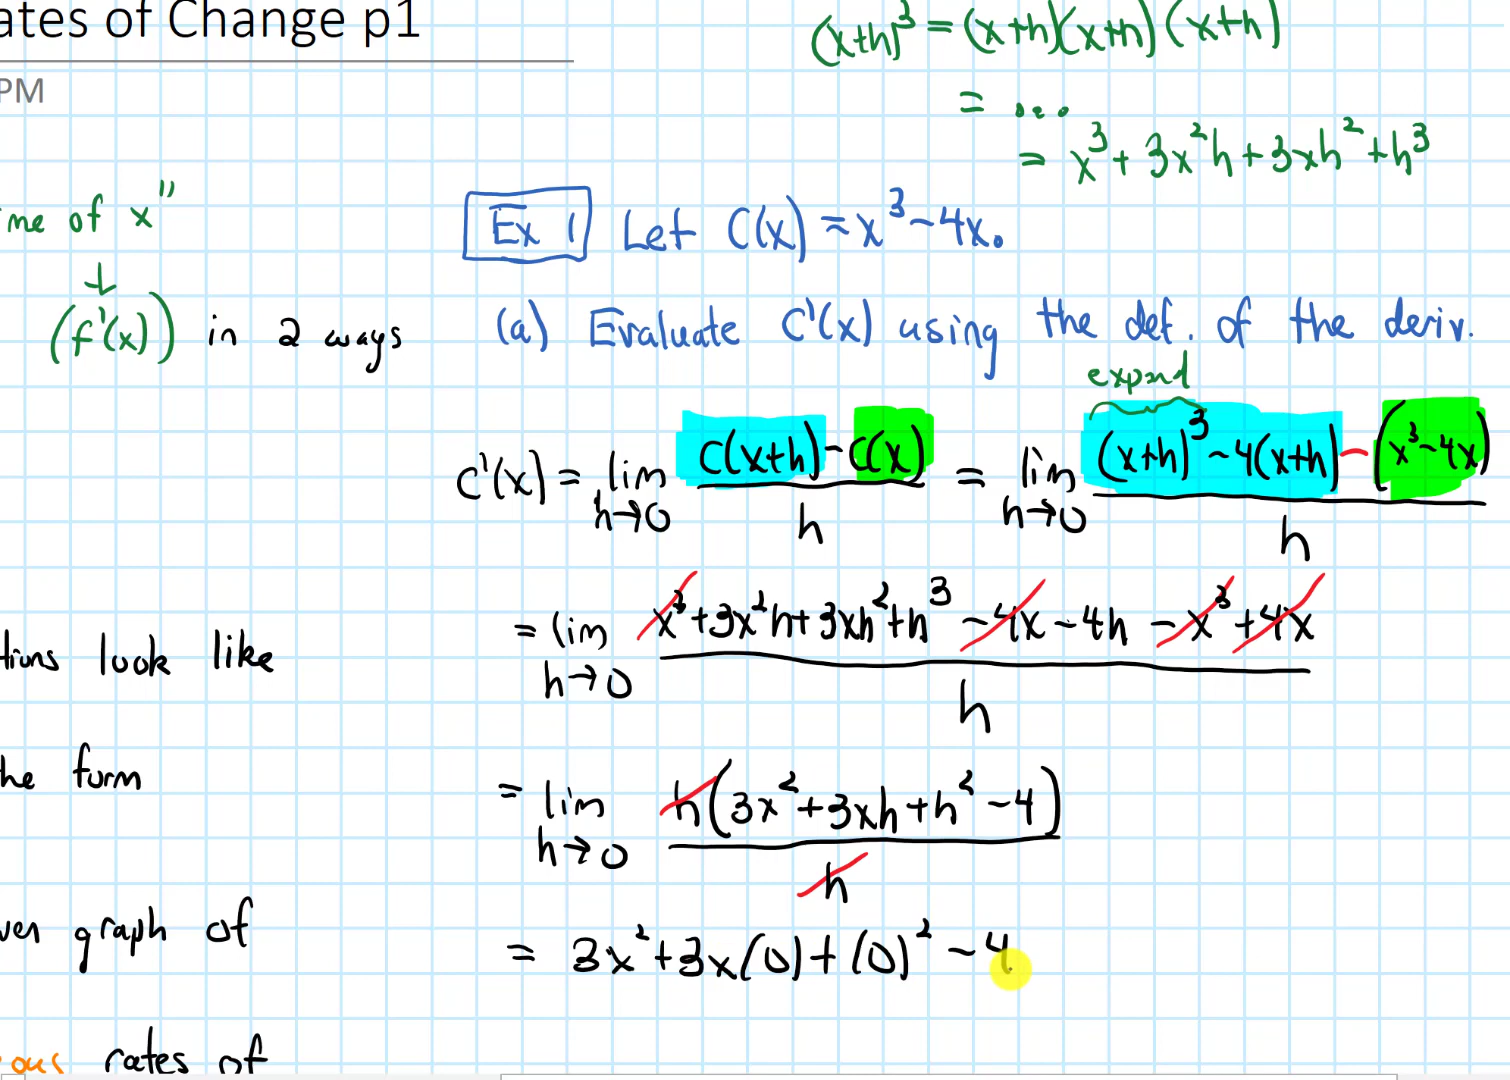 ates of Change p1
PM
(x+h)³ = (x+h)(x+h)(x+h)
= ...
= x³ + 3x²h + 3xh² + h³
me of x"
↓
(f'(x)) in 2 ways
Ex 1 Let C(x) = x³ - 4x.
(a) Evaluate C'(x) using the def. of the deriv.
expand
C'(x) = lim h→0 (C(x+h) - C(x))/h = lim h→0 ((x+h)³ - 4(x+h) - (x³ - 4x))/h
= lim h→0 (x³ + 3x²h + 3xh² + h³ - 4x - 4h - x³ + 4x)/h
tions look like
he form
= lim h→0 h(3x² + 3xh + h² - 4)/h
ven graph of
= 3x² + 3x(0) + (0)² - 4
ous rates of